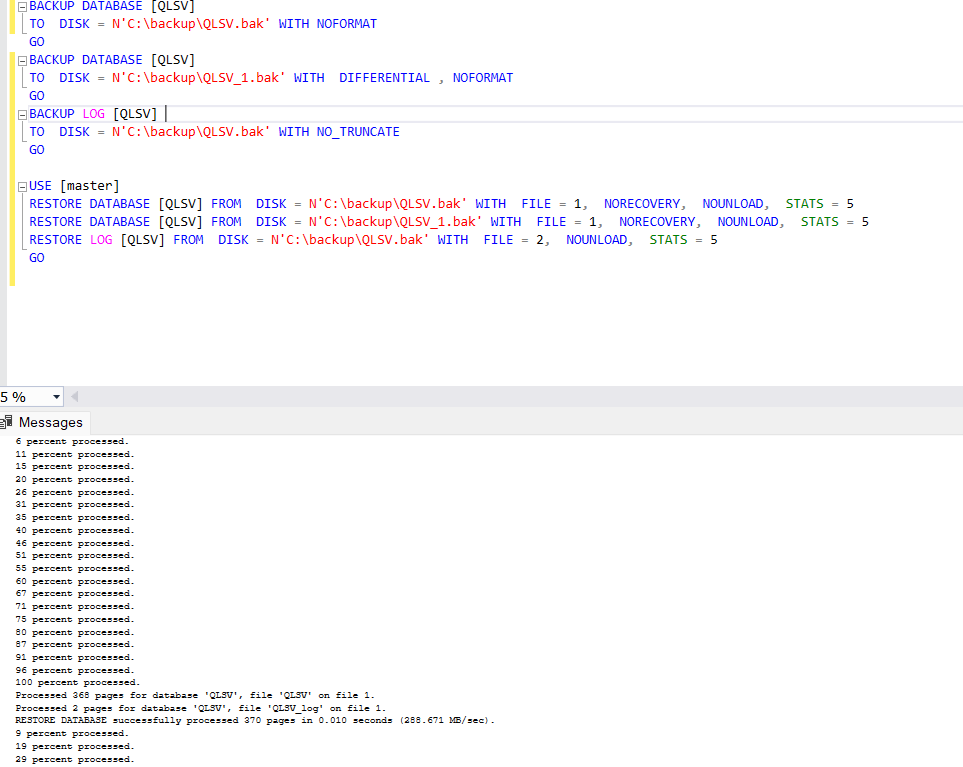 BACKUP DATABASE [QLSV]
TO  DISK = N'C:\backup\QLSV.bak' WITH NOFORMAT
GO
BACKUP DATABASE [QLSV]
TO  DISK = N'C:\backup\QLSV_1.bak' WITH  DIFFERENTIAL , NOFORMAT
GO
BACKUP LOG [QLSV]
TO  DISK = N'C:\backup\QLSV.bak' WITH NO_TRUNCATE
GO
USE [master]
RESTORE DATABASE [QLSV] FROM  DISK = N'C:\backup\QLSV.bak' WITH  FILE = 1,  NORECOVERY,  NOUNLOAD,  STATS = 5
RESTORE DATABASE [QLSV] FROM  DISK = N'C:\backup\QLSV_1.bak' WITH  FILE = 1,  NORECOVERY,  NOUNLOAD,  STATS = 5
RESTORE LOG [QLSV] FROM  DISK = N'C:\backup\QLSV.bak' WITH  FILE = 2,  NOUNLOAD,  STATS = 5
GO
5 %
Messages
6 percent processed.
11 percent processed.
15 percent processed.
20 percent processed.
26 percent processed.
31 percent processed.
35 percent processed.
40 percent processed.
46 percent processed.
51 percent processed.
55 percent processed.
60 percent processed.
67 percent processed.
71 percent processed.
75 percent processed.
80 percent processed.
87 percent processed.
91 percent processed.
96 percent processed.
100 percent processed.
Processed 368 pages for database 'QLSV', file 'QLSV' on file 1.
Processed 2 pages for database 'QLSV', file 'QLSV_log' on file 1.
RESTORE DATABASE successfully processed 370 pages in 0.010 seconds (288.671 MB/sec).
9 percent processed.
19 percent processed.
29 percent processed.